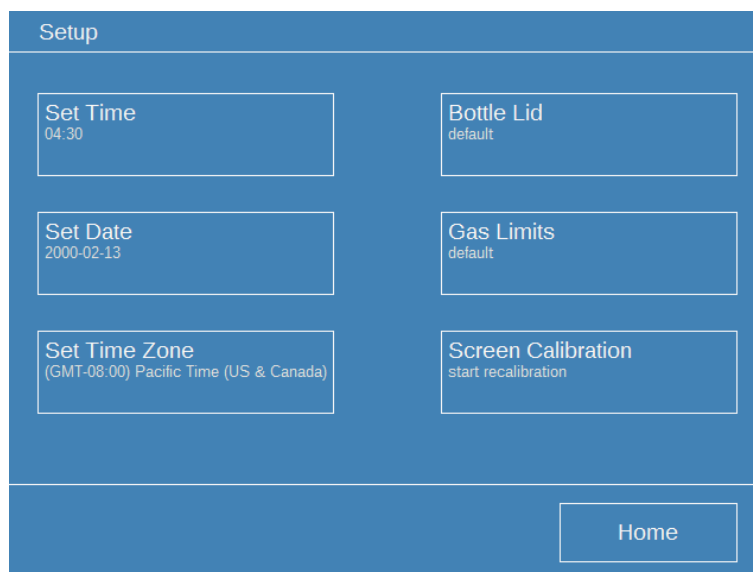 Setup
Set Time
04:30
Bottle Lid
default
Set Date
2000-02-13
Gas Limits
default
Set Time Zone
(GMT-08:00) Pacific Time (US & Canada)
Screen Calibration
start recalibration
Home